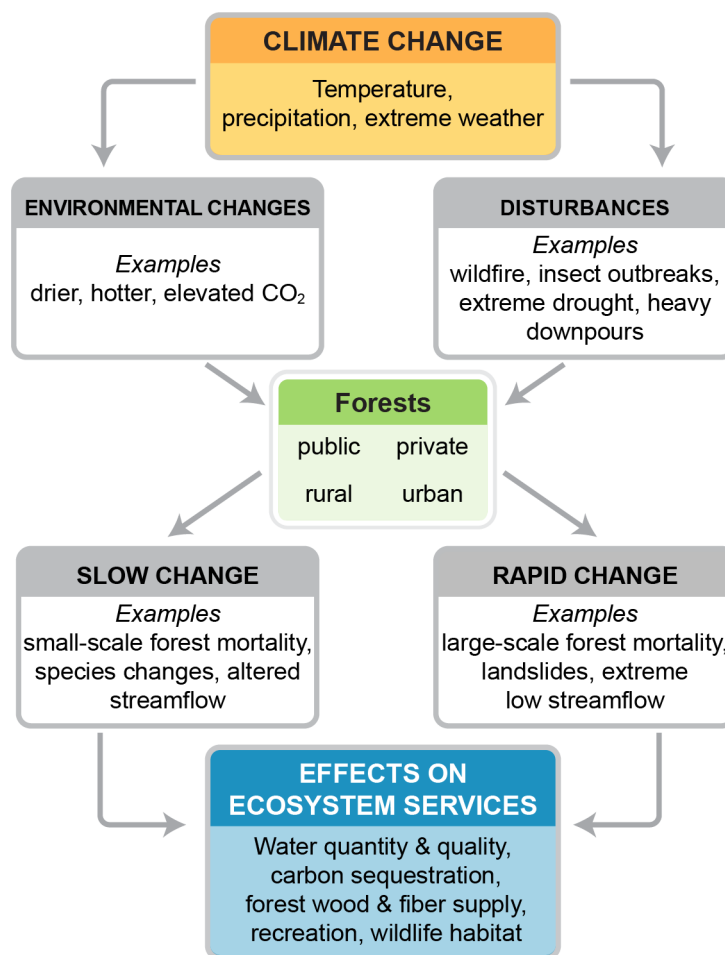 CLIMATE CHANGE
Temperature,
precipitation, extreme weather
ENVIRONMENTAL CHANGES
Examples
drier, hotter, elevated CO₂
DISTURBANCES
Examples
wildfire, insect outbreaks,
extreme drought, heavy
downpours
Forests
public private
rural urban
SLOW CHANGE
Examples
small-scale forest mortality,
species changes, altered
streamflow
RAPID CHANGE
Examples
large-scale forest mortality,
landslides, extreme
low streamflow
EFFECTS ON
ECOSYSTEM SERVICES
Water quantity & quality,
carbon sequestration,
forest wood & fiber supply,
recreation, wildlife habitat